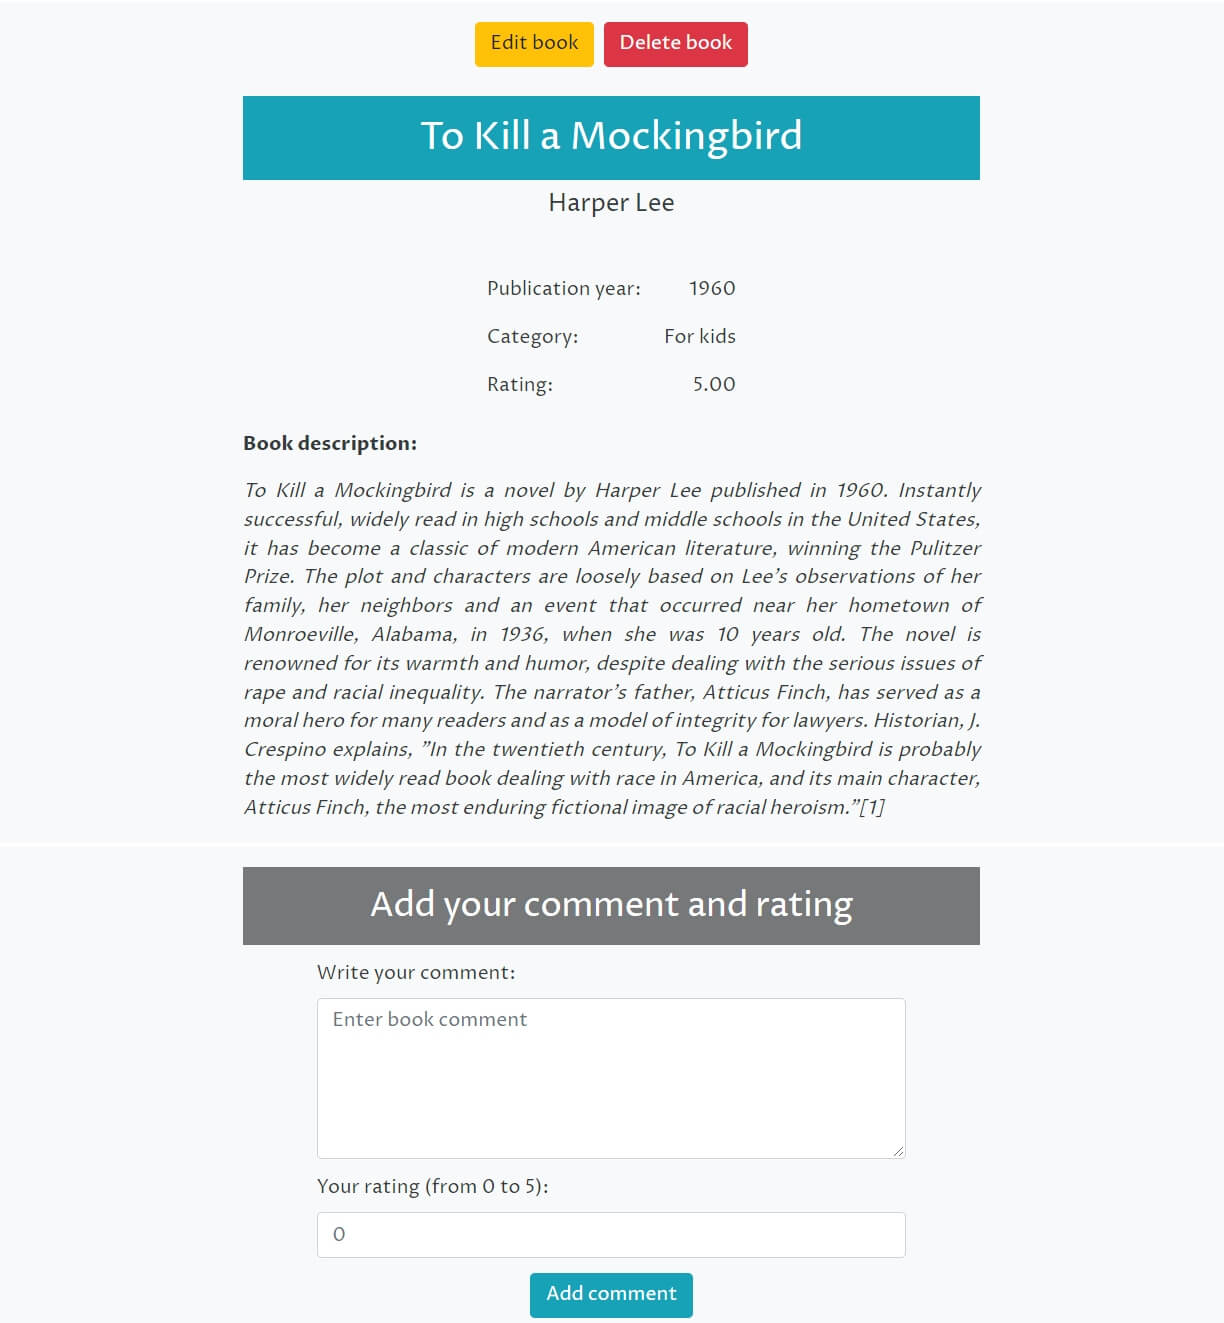 Edit book
Delete book
To Kill a Mockingbird
Harper Lee
Publication year: 1960
Category: For kids
Rating: 5.00
Book description:
To Kill a Mockingbird is a novel by Harper Lee published in 1960. Instantly
successful, widely read in high schools and middle schools in the United States,
it has become a classic of modern American literature, winning the Pulitzer
Prize. The plot and characters are loosely based on Lee’s observations of her
family, her neighbors and an event that occurred near her hometown of
Monroeville, Alabama, in 1936, when she was 10 years old. The novel is
renowned for its warmth and humor, despite dealing with the serious issues of
rape and racial inequality. The narrator’s father, Atticus Finch, has served as a
moral hero for many readers and as a model of integrity for lawyers. Historian, J.
Crespino explains, ”In the twentieth century, To Kill a Mockingbird is probably
the most widely read book dealing with race in America, and its main character,
Atticus Finch, the most enduring fictional image of racial heroism.”[1]
Add your comment and rating
Write your comment:
Enter book comment
Your rating (from 0 to 5):
0
Add comment